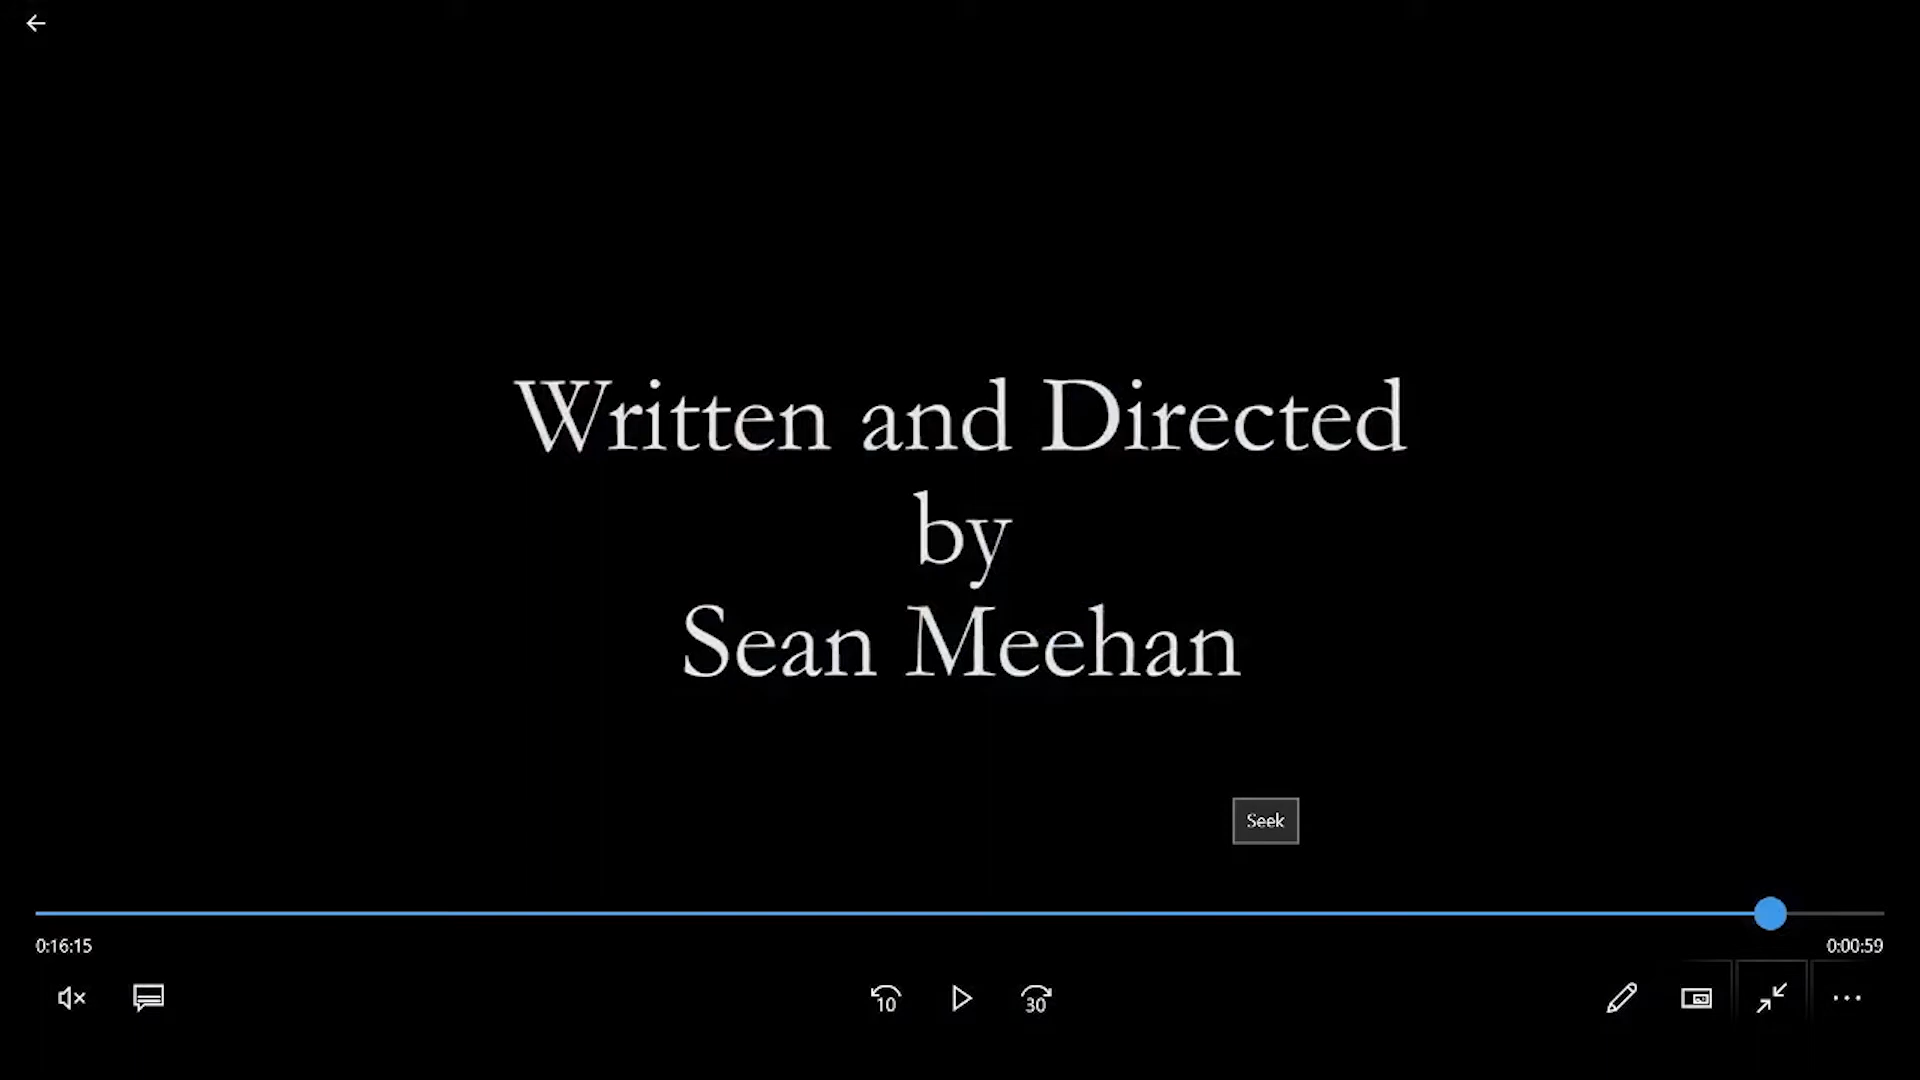 Written and Directed
by
Sean Meehan
Seek
0:16:15
0:00:59
10
30